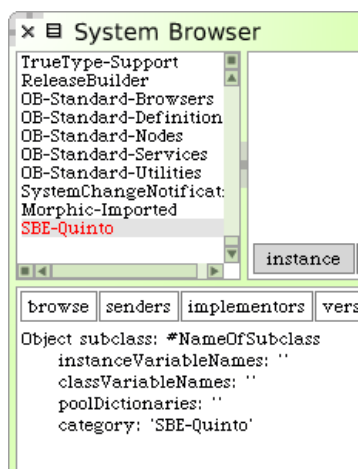 System Browser
TrueType-Support
ReleaseBuilder
OB-Standard-Browsers
OB-Standard-Definition
OB-Standard-Nodes
OB-Standard-Services
OB-Standard-Utilities
SystemChangeNotificat
Morphic-Imported
SBE-Quinto
instance
browse senders implementors vers
Object subclass: #NameOfSubclass
instanceVariableNames: ''
classVariableNames: ''
poolDictionaries: ''
category: 'SBE-Quinto'